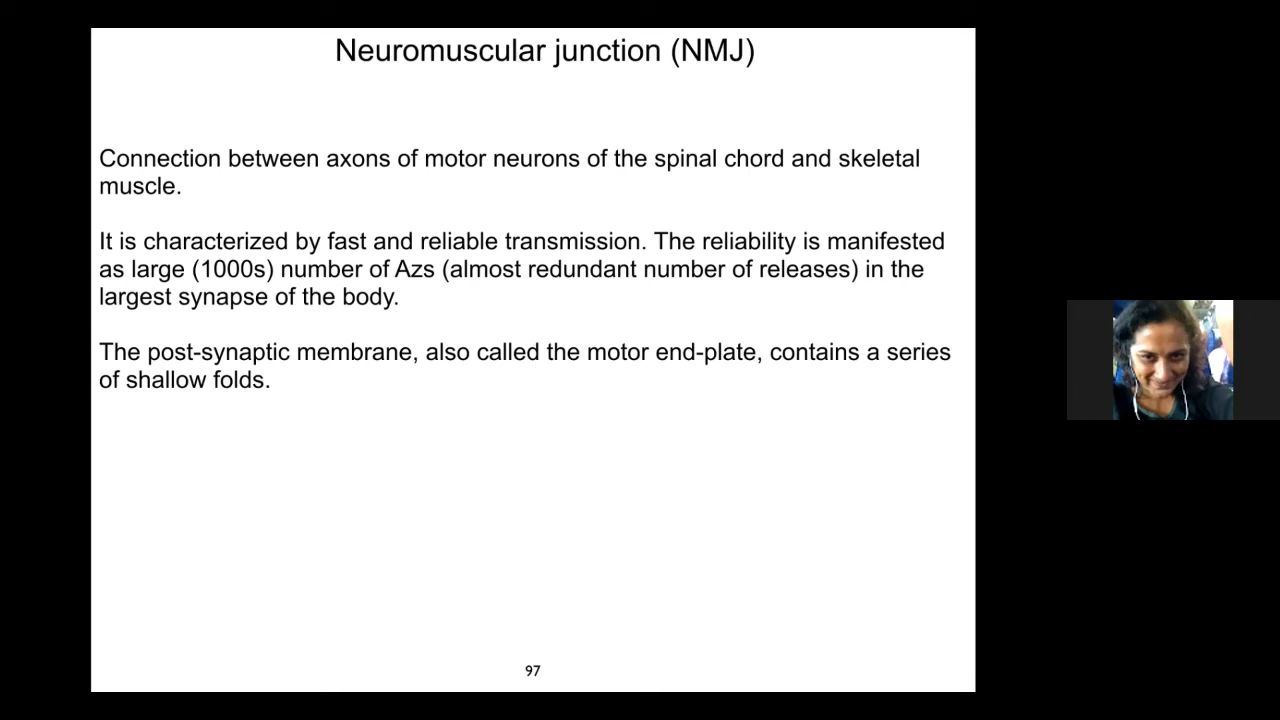 Neuromuscular junction (NMJ)
Connection between axons of motor neurons of the spinal chord and skeletal
muscle.
It is characterized by fast and reliable transmission. The reliability is manifested
as large (1000s) number of Azs (almost redundant number of releases) in the
largest synapse of the body.
The post-synaptic membrane, also called the motor end-plate, contains a series
of shallow folds.
97